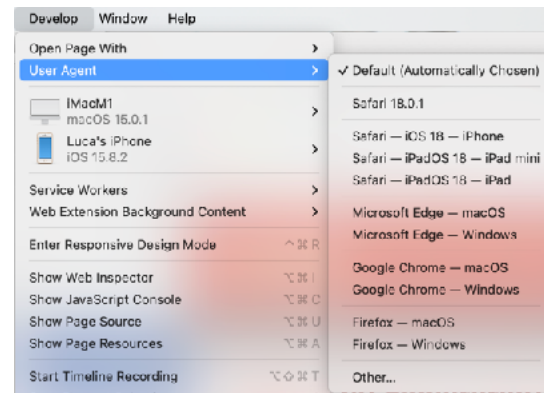 Develop Window Help
Open Page With
User Agent
iMacM1
macOS 15.0.1
Luca's iPhone
iOS 15.8.2
Service Workers
Web Extension Background Content
Enter Responsive Design Mode ^⌘R
Show Web Inspector ⌥⌘I
Show JavaScript Console ⌥⌘C
Show Page Source ⌥⌘U
Show Page Resources ⌥⌘A
Start Timeline Recording ⌥⇧⌘T
✓ Default (Automatically Chosen)
Safari 18.0.1
Safari — iOS 18 — iPhone
Safari — iPadOS 18 — iPad mini
Safari — iPadOS 18 — iPad
Microsoft Edge — macOS
Microsoft Edge — Windows
Google Chrome — macOS
Google Chrome — Windows
Firefox — macOS
Firefox — Windows
Other...